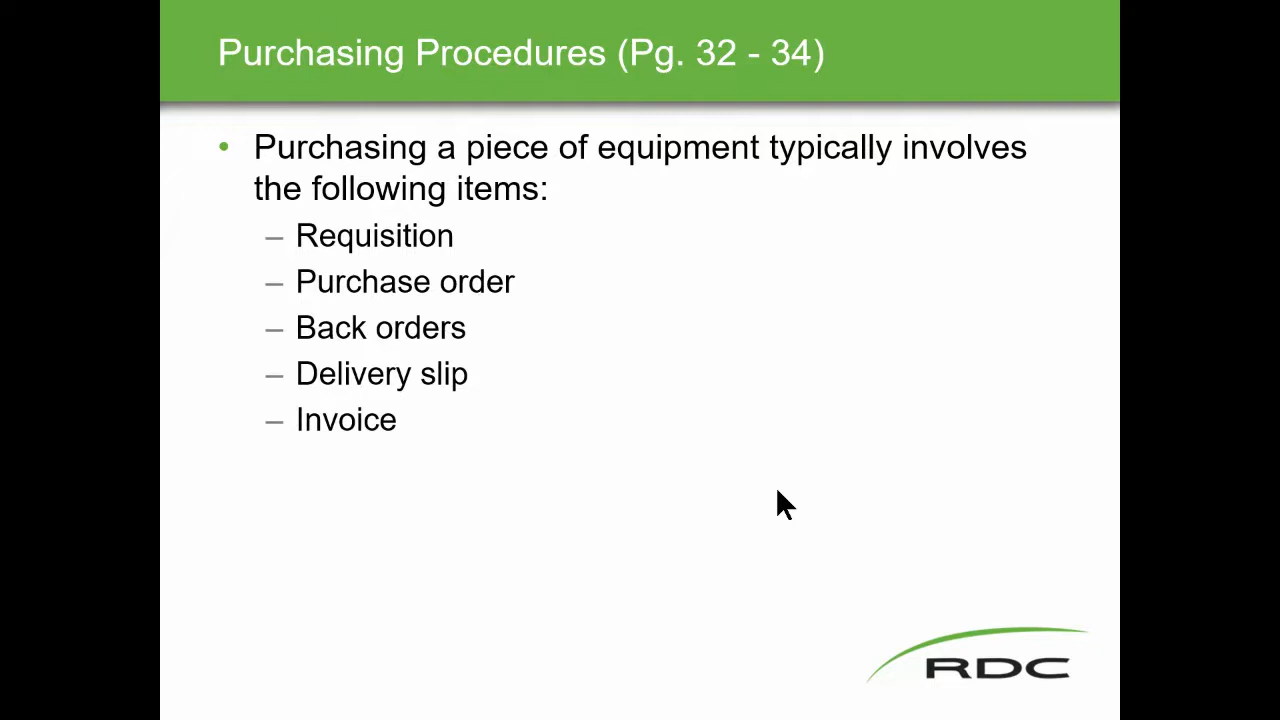 Purchasing Procedures (Pg. 32 - 34)
• Purchasing a piece of equipment typically involves
the following items:
– Requisition
– Purchase order
– Back orders
– Delivery slip
– Invoice
RDC